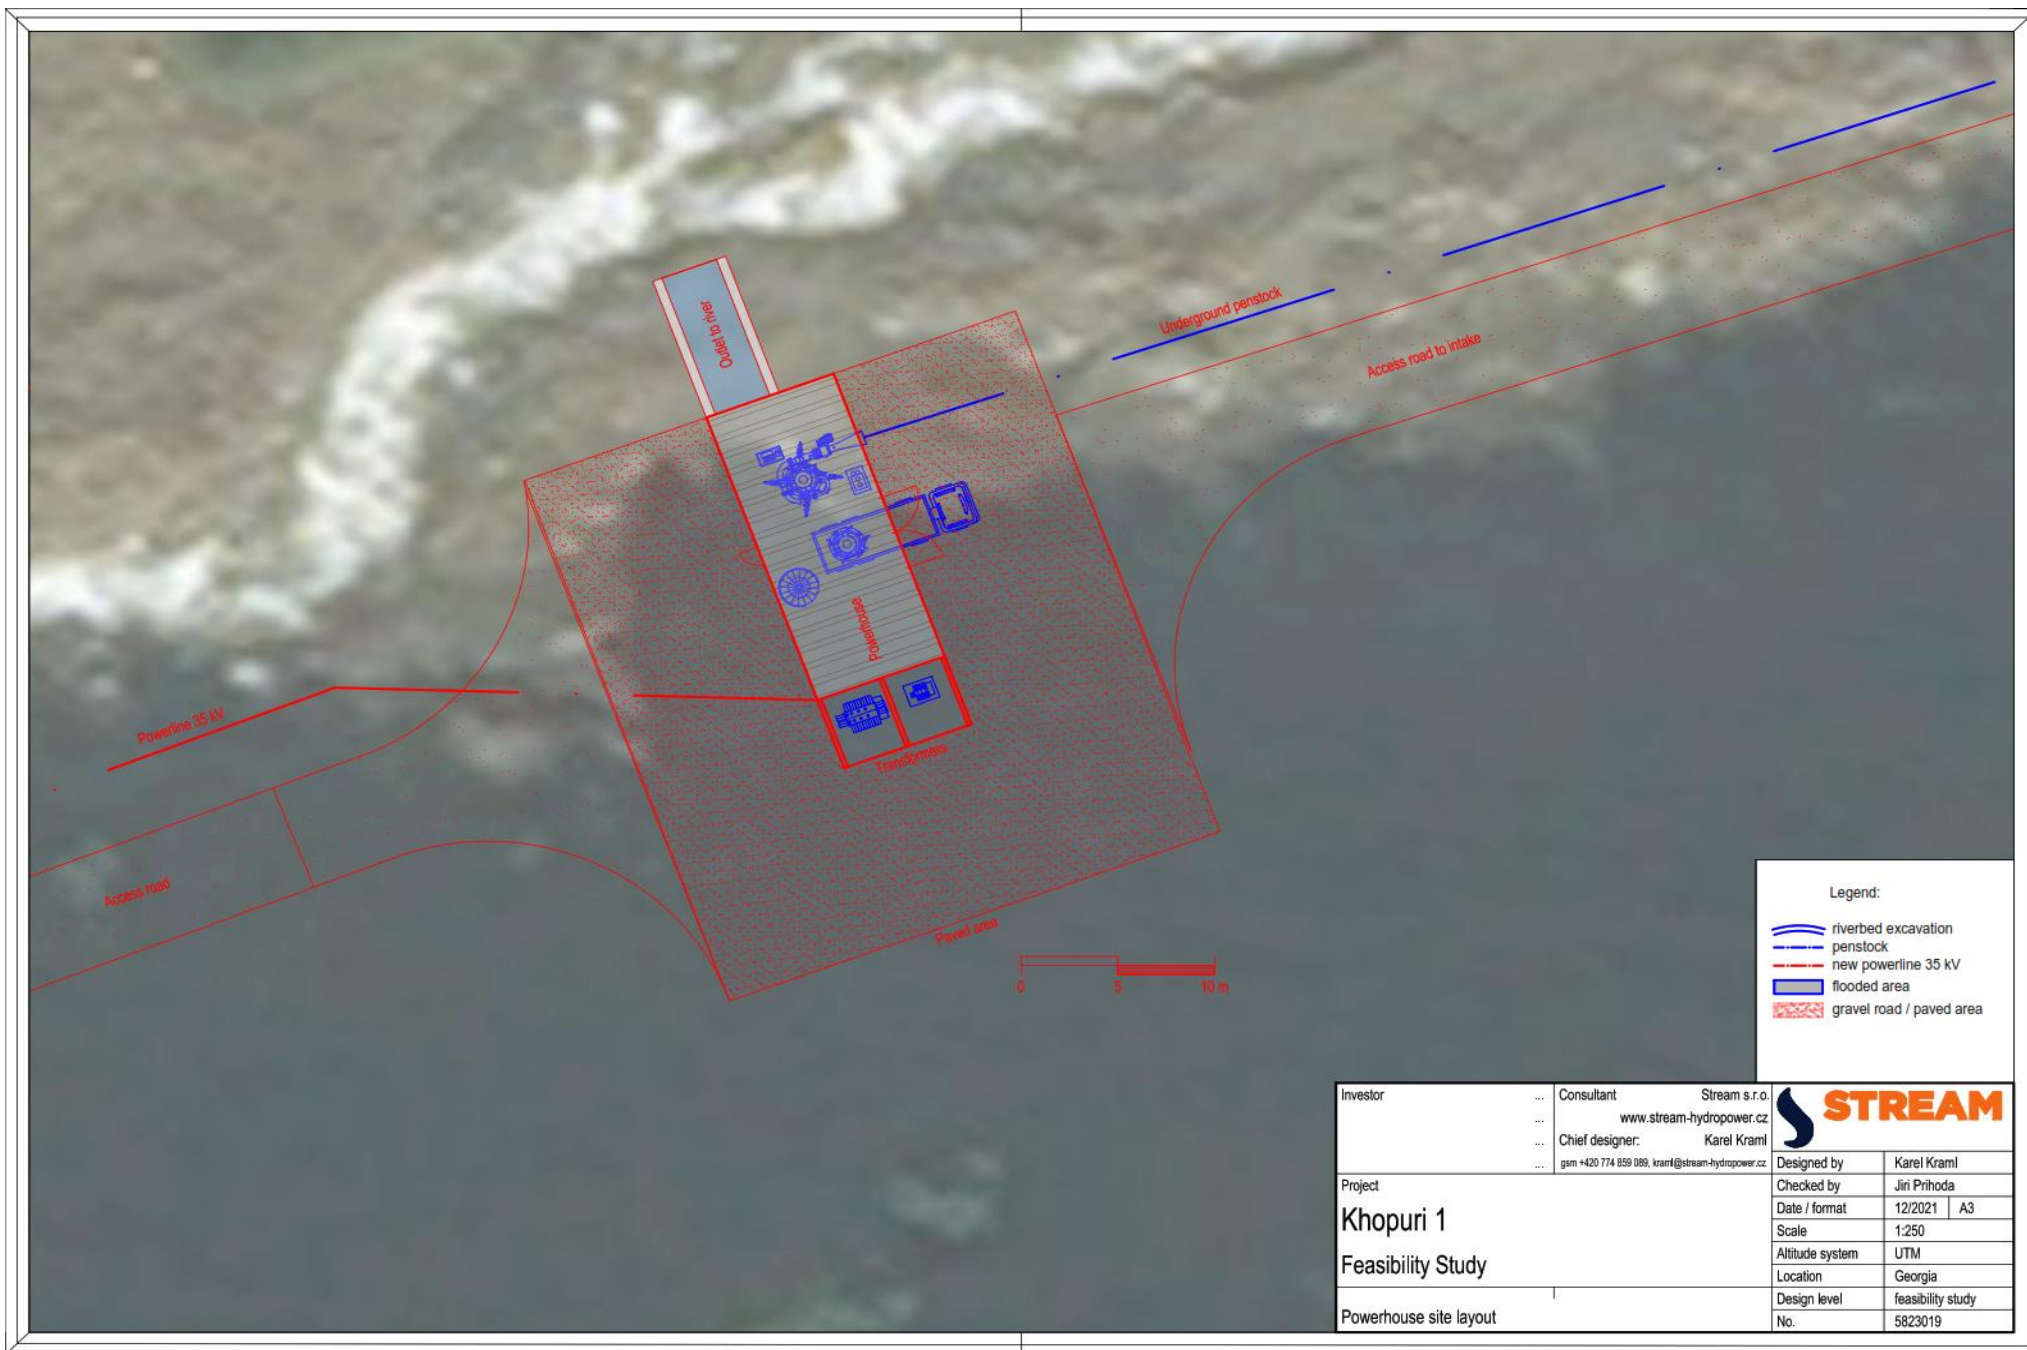 Outlet to river
Underground penstock
Access road to intake
Powerhouse
Powerline 35 kV
Transformers
Access road
Paved area
0 5 10 m
Legend:
riverbed excavation
penstock
new powerline 35 kV
flooded area
gravel road / paved area
Investor ...
...
...
...
Consultant Stream s.r.o.
www.stream-hydropower.cz
Chief designer: Karel Kraml
gsm +420 774 859 089, kraml@stream-hydropower.cz
STREAM
Project
Khopuri 1
Feasibility Study
Powerhouse site layout
Designed by Karel Kraml
Checked by Jiri Prihoda
Date / format 12/2021 A3
Scale 1:250
Altitude system UTM
Location Georgia
Design level feasibility study
No. 5823019